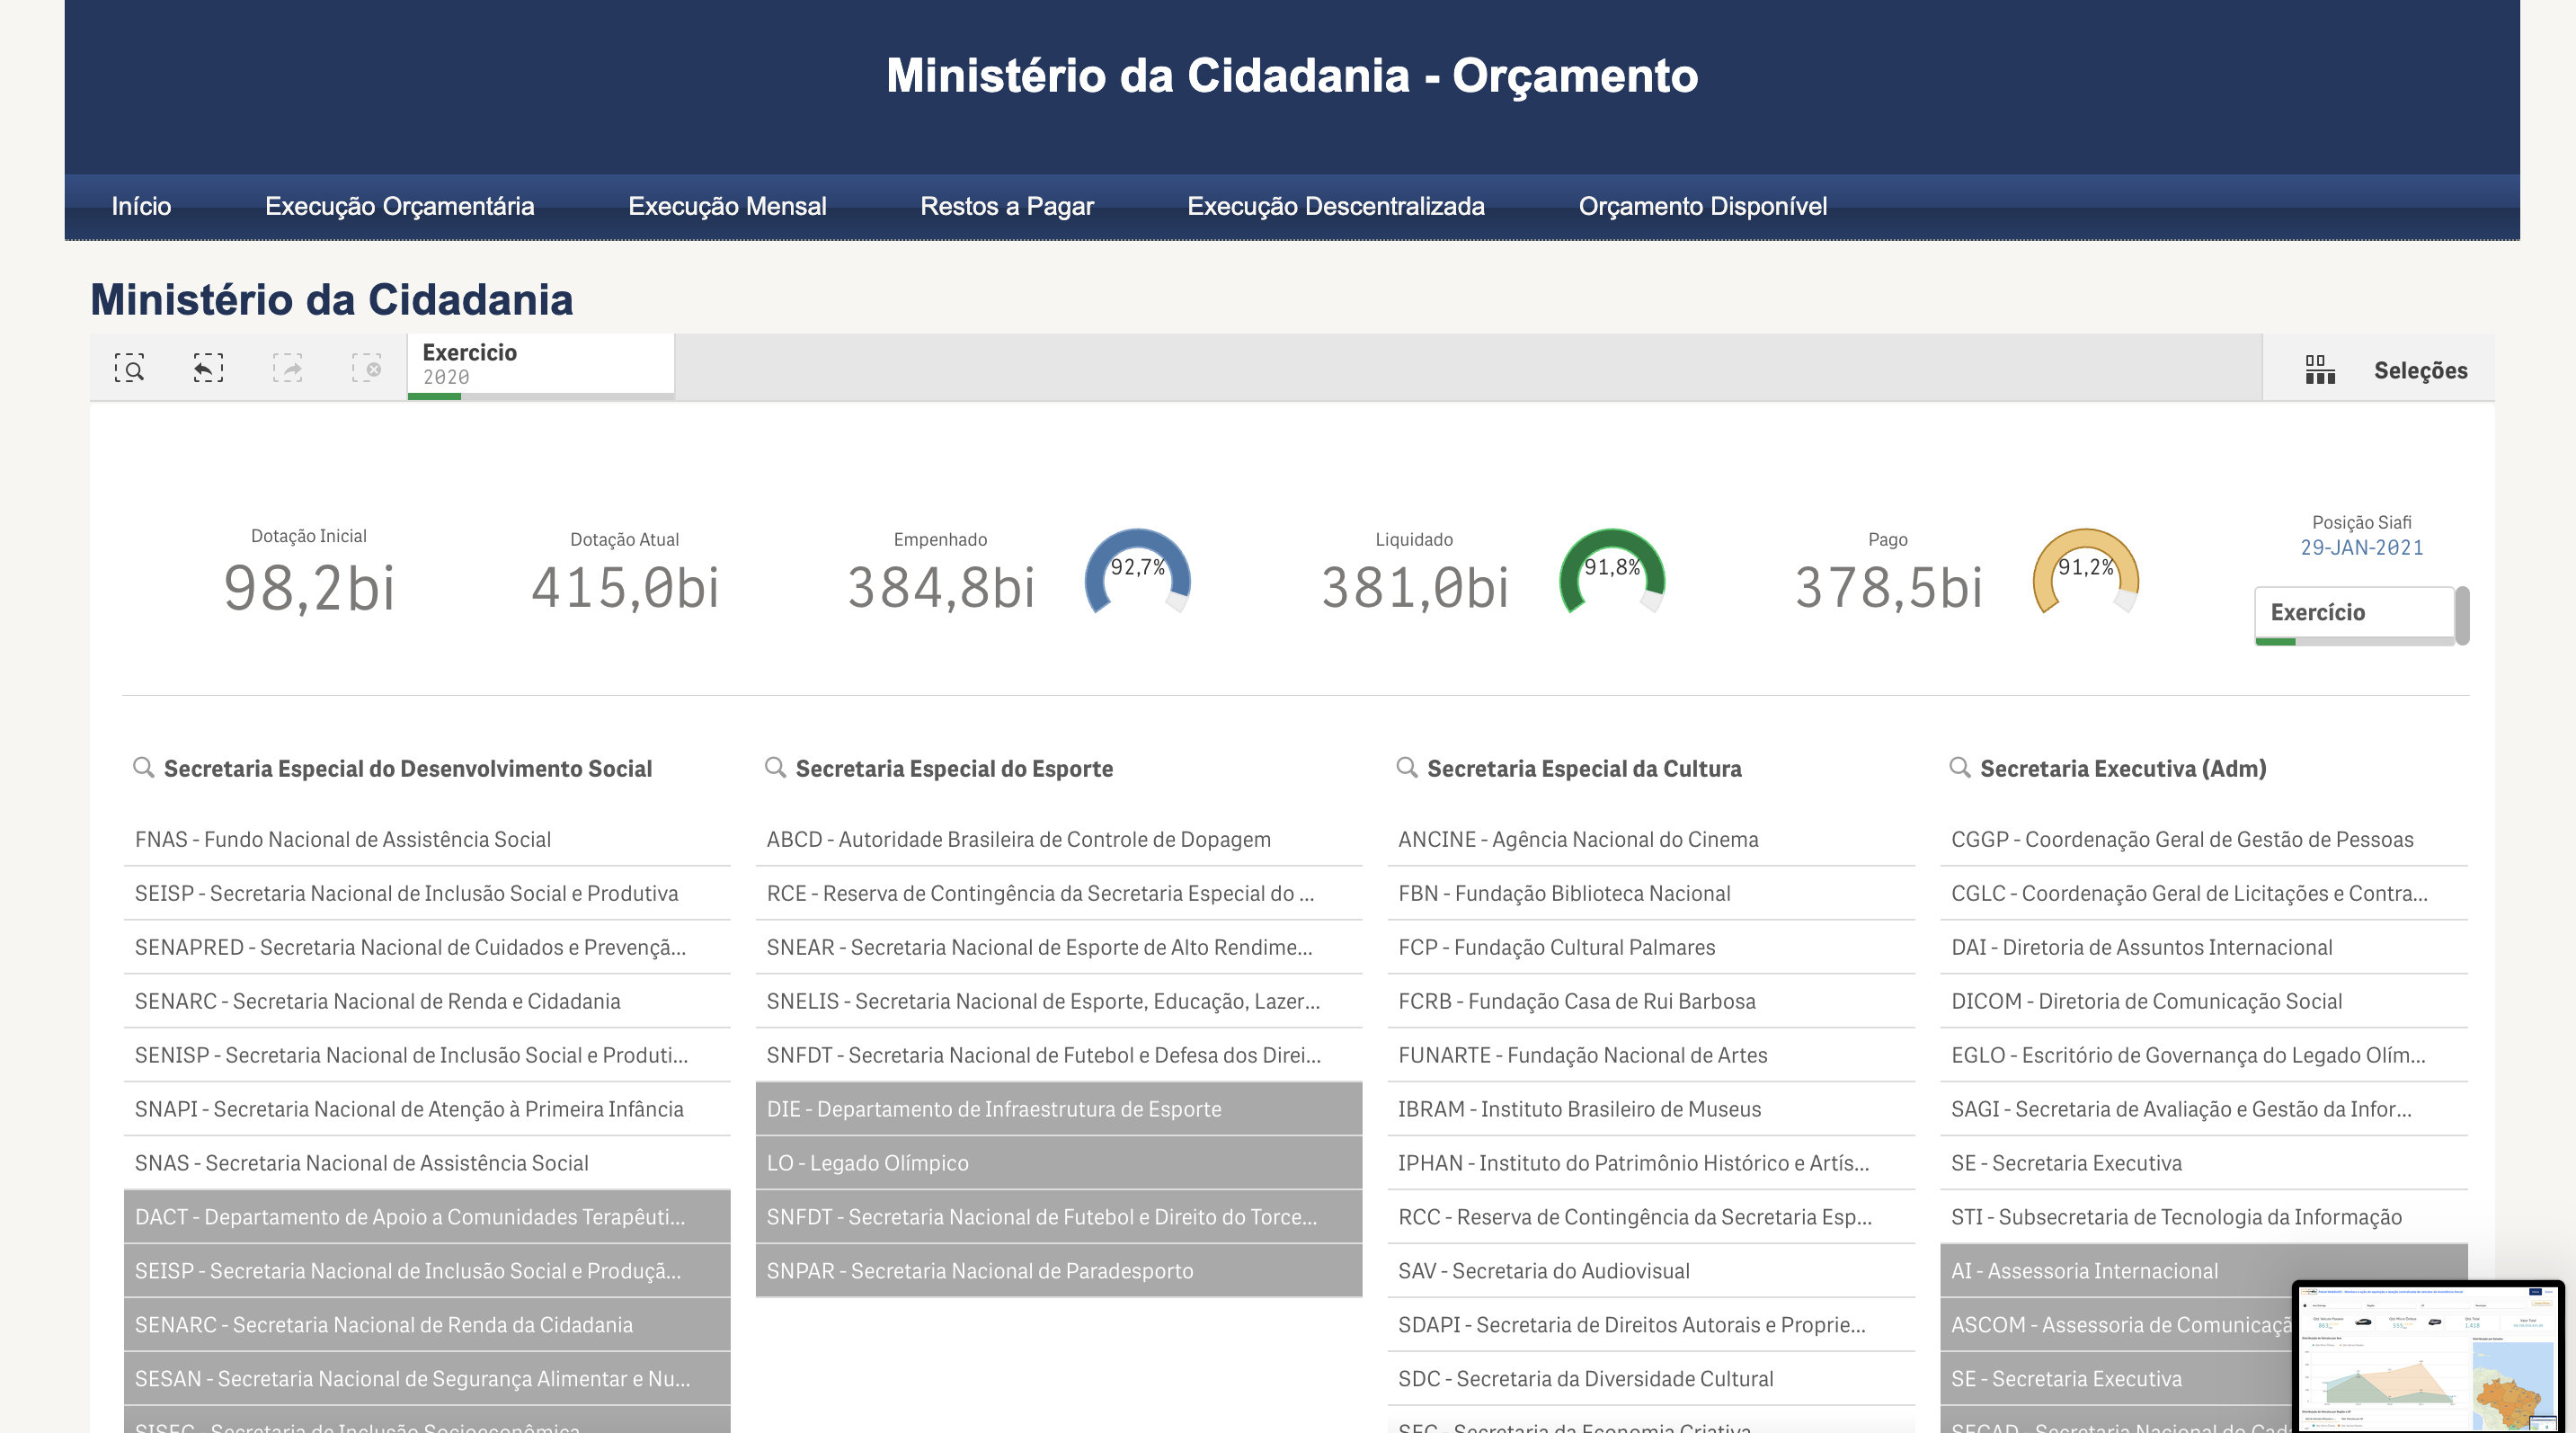 Ministério da Cidadania - Orçamento
Início Execução Orçamentária Execução Mensal Restos a Pagar Execução Descentralizada Orçamento Disponível
Ministério da Cidadania
Exercicio
2020
Seleções
Dotação Inicial
98,2bi
Dotação Atual
415,0bi
Empenhado
384,8bi
92,7%
Liquidado
381,0bi
91,8%
Pago
378,5bi
91,2%
Posição Siafi
29-JAN-2021
Exercício
Secretaria Especial do Desenvolvimento Social
FNAS - Fundo Nacional de Assistência Social
SEISP - Secretaria Nacional de Inclusão Social e Produtiva
SENAPRED - Secretaria Nacional de Cuidados e Prevençã...
SENARC - Secretaria Nacional de Renda e Cidadania
SENISP - Secretaria Nacional de Inclusão Social e Produti...
SNAPI - Secretaria Nacional de Atenção à Primeira Infância
SNAS - Secretaria Nacional de Assistência Social
DACT - Departamento de Apoio a Comunidades Terapêuti...
SEISP - Secretaria Nacional de Inclusão Social e Produçã...
SENARC - Secretaria Nacional de Renda da Cidadania
SESAN - Secretaria Nacional de Segurança Alimentar e Nu...
SISEC - Secretaria de Inclusão Socioeconômica
Secretaria Especial do Esporte
ABCD - Autoridade Brasileira de Controle de Dopagem
RCE - Reserva de Contingência da Secretaria Especial do ...
SNEAR - Secretaria Nacional de Esporte de Alto Rendime...
SNELIS - Secretaria Nacional de Esporte, Educação, Lazer...
SNFDT - Secretaria Nacional de Futebol e Defesa dos Direi...
DIE - Departamento de Infraestrutura de Esporte
LO - Legado Olímpico
SNFDT - Secretaria Nacional de Futebol e Direito do Torce...
SNPAR - Secretaria Nacional de Paradesporto
Secretaria Especial da Cultura
ANCINE - Agência Nacional do Cinema
FBN - Fundação Biblioteca Nacional
FCP - Fundação Cultural Palmares
FCRB - Fundação Casa de Rui Barbosa
FUNARTE - Fundação Nacional de Artes
IBRAM - Instituto Brasileiro de Museus
IPHAN - Instituto do Patrimônio Histórico e Artís...
RCC - Reserva de Contingência da Secretaria Esp...
SAV - Secretaria do Audiovisual
SDAPI - Secretaria de Direitos Autorais e Proprie...
SDC - Secretaria da Diversidade Cultural
SEC - Secretaria da Economia Criativa
Secretaria Executiva (Adm)
CGGP - Coordenação Geral de Gestão de Pessoas
CGLC - Coordenação Geral de Licitações e Contra...
DAI - Diretoria de Assuntos Internacional
DICOM - Diretoria de Comunicação Social
EGLO - Escritório de Governança do Legado Olím...
SAGI - Secretaria de Avaliação e Gestão da Infor...
SE - Secretaria Executiva
STI - Subsecretaria de Tecnologia da Informação
AI - Assessoria Internacional
ASCOM - Assessoria de Comunicaçã
SE - Secretaria Executiva
SECAD - Secretaria Nacional de Cada